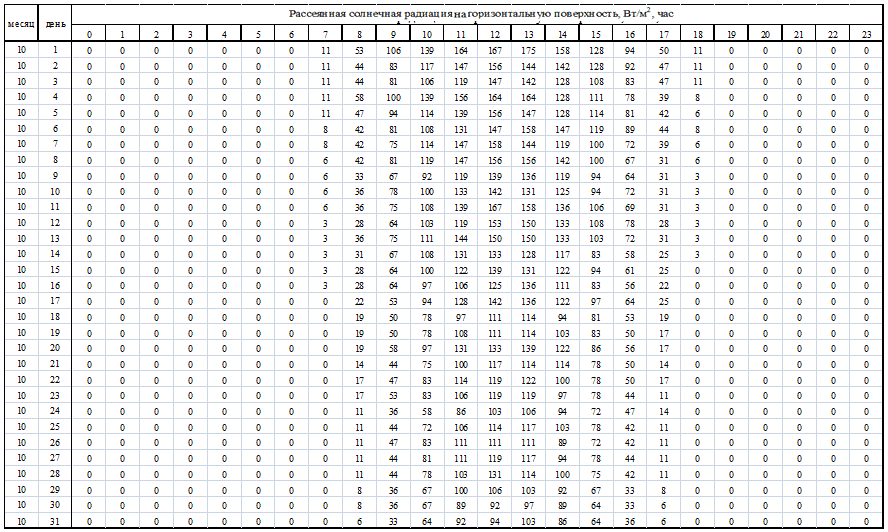 Рассеянная солнечная радиация на горизонтальную поверхность, Вт/м², час
месяц день 0 1 2 3 4 5 6 7 8 9 10 11 12 13 14 15 16 17 18 19 20 21 22 23
10 1 0 0 0 0 0 0 0 11 53 106 139 164 167 175 158 128 94 50 11 0 0 0 0 0
10 2 0 0 0 0 0 0 0 11 44 83 117 147 156 144 142 128 92 47 11 0 0 0 0 0
10 3 0 0 0 0 0 0 0 11 44 81 106 119 147 142 128 108 83 47 11 0 0 0 0 0
10 4 0 0 0 0 0 0 0 11 58 100 139 156 164 164 128 111 78 39 8 0 0 0 0 0
10 5 0 0 0 0 0 0 0 11 47 94 114 139 156 147 128 114 81 42 6 0 0 0 0 0
10 6 0 0 0 0 0 0 0 8 42 81 108 131 147 158 147 119 89 44 8 0 0 0 0 0
10 7 0 0 0 0 0 0 0 8 42 75 114 147 158 144 119 100 72 39 6 0 0 0 0 0
10 8 0 0 0 0 0 0 0 6 42 81 119 147 156 156 142 100 67 31 6 0 0 0 0 0
10 9 0 0 0 0 0 0 0 6 33 67 92 119 139 136 119 94 64 31 3 0 0 0 0 0
10 10 0 0 0 0 0 0 0 6 36 78 100 133 142 131 125 94 72 31 3 0 0 0 0 0
10 11 0 0 0 0 0 0 0 6 36 75 108 139 167 158 136 106 69 31 3 0 0 0 0 0
10 12 0 0 0 0 0 0 0 3 28 64 103 119 153 150 133 108 78 28 3 0 0 0 0 0
10 13 0 0 0 0 0 0 0 3 36 75 111 144 150 150 133 103 72 31 3 0 0 0 0 0
10 14 0 0 0 0 0 0 0 3 31 67 108 131 133 128 117 83 58 25 3 0 0 0 0 0
10 15 0 0 0 0 0 0 0 3 28 64 100 122 139 131 122 94 61 25 0 0 0 0 0 0
10 16 0 0 0 0 0 0 0 3 28 64 97 106 125 136 111 83 56 22 0 0 0 0 0 0
10 17 0 0 0 0 0 0 0 0 22 53 94 128 142 136 122 97 64 25 0 0 0 0 0 0
10 18 0 0 0 0 0 0 0 0 19 50 78 97 111 114 94 81 53 19 0 0 0 0 0 0
10 19 0 0 0 0 0 0 0 0 19 50 78 108 111 114 103 83 50 17 0 0 0 0 0 0
10 20 0 0 0 0 0 0 0 0 19 58 97 131 133 139 122 86 56 17 0 0 0 0 0 0
10 21 0 0 0 0 0 0 0 0 14 44 75 100 117 114 114 78 50 14 0 0 0 0 0 0
10 22 0 0 0 0 0 0 0 0 17 47 83 114 119 122 100 78 50 17 0 0 0 0 0 0
10 23 0 0 0 0 0 0 0 0 17 53 83 106 119 119 97 78 44 11 0 0 0 0 0 0
10 24 0 0 0 0 0 0 0 0 11 36 58 86 103 106 94 72 47 14 0 0 0 0 0 0
10 25 0 0 0 0 0 0 0 0 11 44 72 106 114 117 103 78 42 11 0 0 0 0 0 0
10 26 0 0 0 0 0 0 0 0 11 47 83 111 111 111 89 72 42 11 0 0 0 0 0 0
10 27 0 0 0 0 0 0 0 0 11 44 81 111 119 117 94 78 44 11 0 0 0 0 0 0
10 28 0 0 0 0 0 0 0 0 11 44 78 103 131 114 100 75 42 11 0 0 0 0 0 0
10 29 0 0 0 0 0 0 0 0 8 36 67 100 106 103 92 67 33 8 0 0 0 0 0 0
10 30 0 0 0 0 0 0 0 0 8 36 67 89 92 97 89 64 33 6 0 0 0 0 0 0
10 31 0 0 0 0 0 0 0 0 6 33 64 92 94 103 86 64 36 6 0 0 0 0 0 0